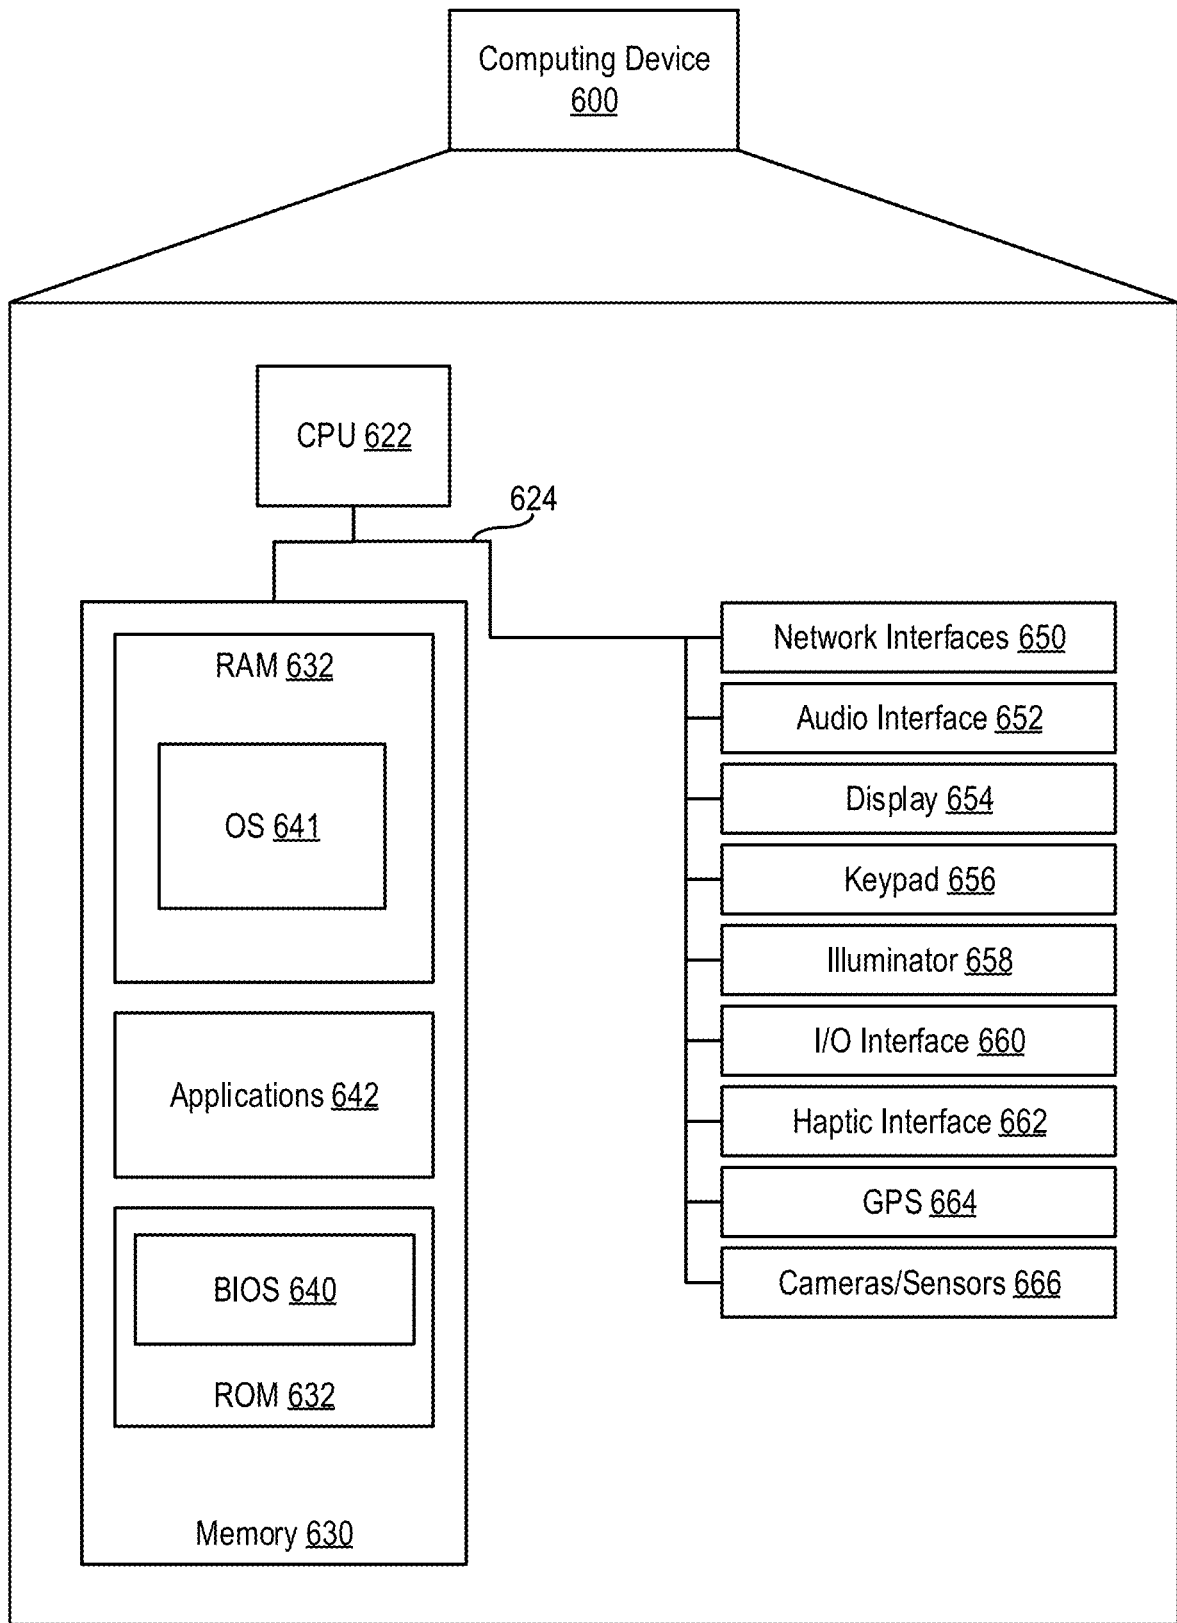 Computing Device
600
CPU 622
624
RAM 632
OS 641
Applications 642
BIOS 640
ROM 632
Memory 630
Network Interfaces 650
Audio Interface 652
Display 654
Keypad 656
Illuminator 658
I/O Interface 660
Haptic Interface 662
GPS 664
Cameras/Sensors 666